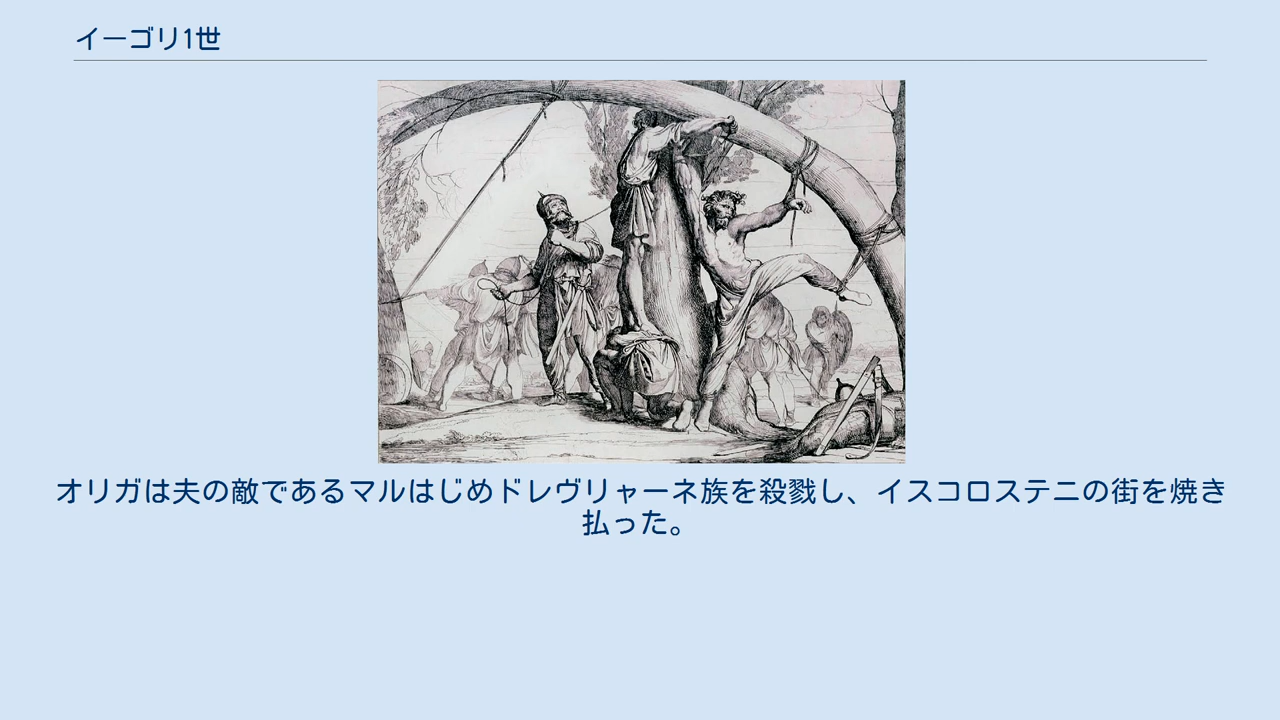 イーゴリ1世
オリガは夫の敵であるマルはじめドレヴリャーネ族を殺戮し、イスコロステニの街を焼き
払った。